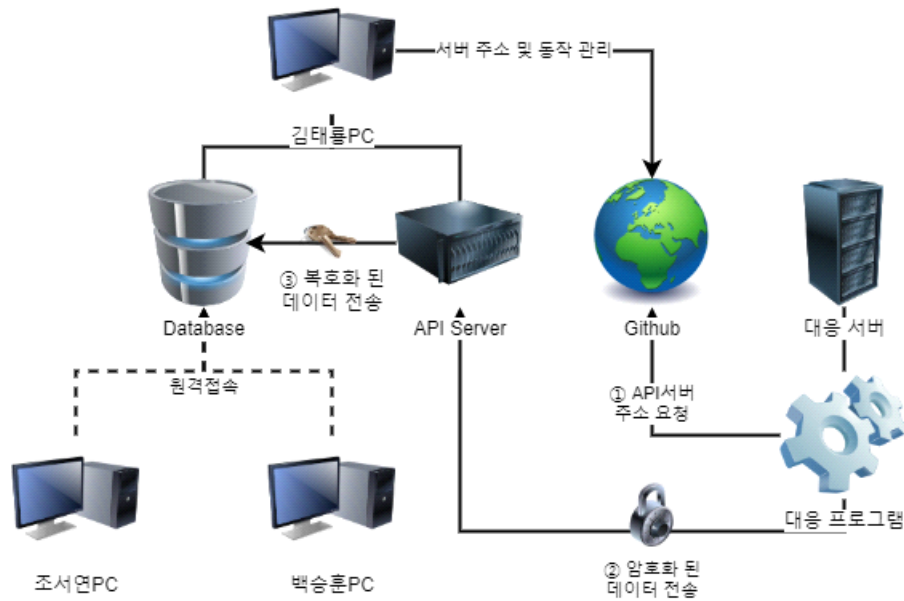 서버 주소 및 동작 관리
김태룡PC
③ 복호화 된
데이터 전송
Database
API Server
Github
대응 서버
원격접속
① API서버
주소 요청
대응 프로그램
② 암호화 된
데이터 전송
조서연PC
백승훈PC